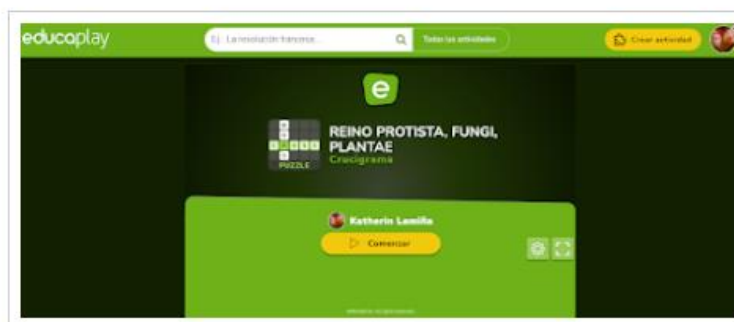 educaplay
Ej. La revolución francesa...
Todas las actividades
Crear actividad
e
REINO PROTISTA, FUNGI,
PLANTAE
PUZZLE
Crucigrama
Katherin Lamiña
Comenzar